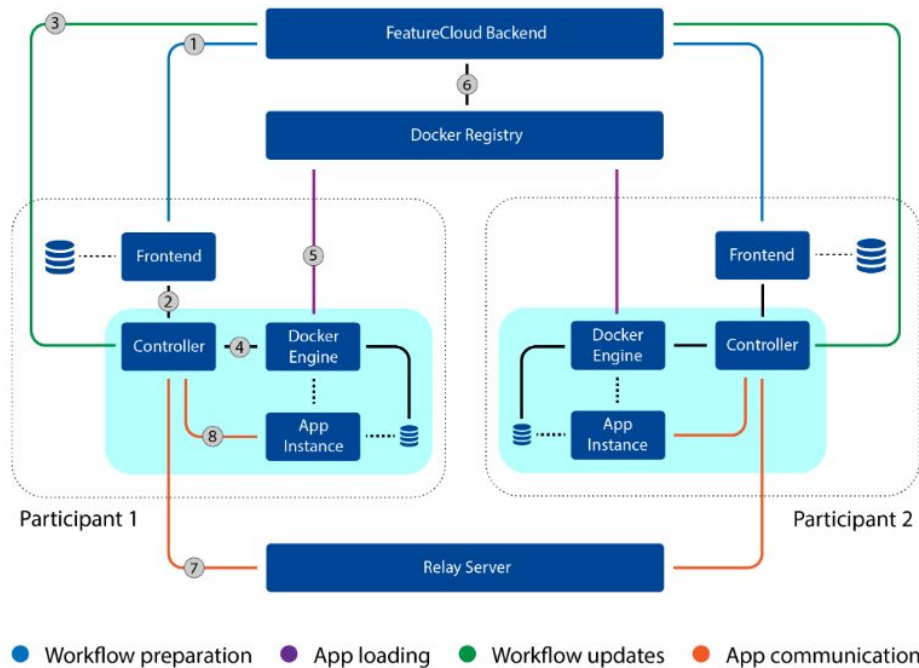 3
FeatureCloud Backend
1
6
Docker Registry
Frontend
5
Frontend
2
Controller
4
Docker
Engine
Docker
Engine
Controller
8
App
Instance
App
Instance
Participant 1
Participant 2
7
Relay Server
Workflow preparation
App loading
Workflow updates
App communication